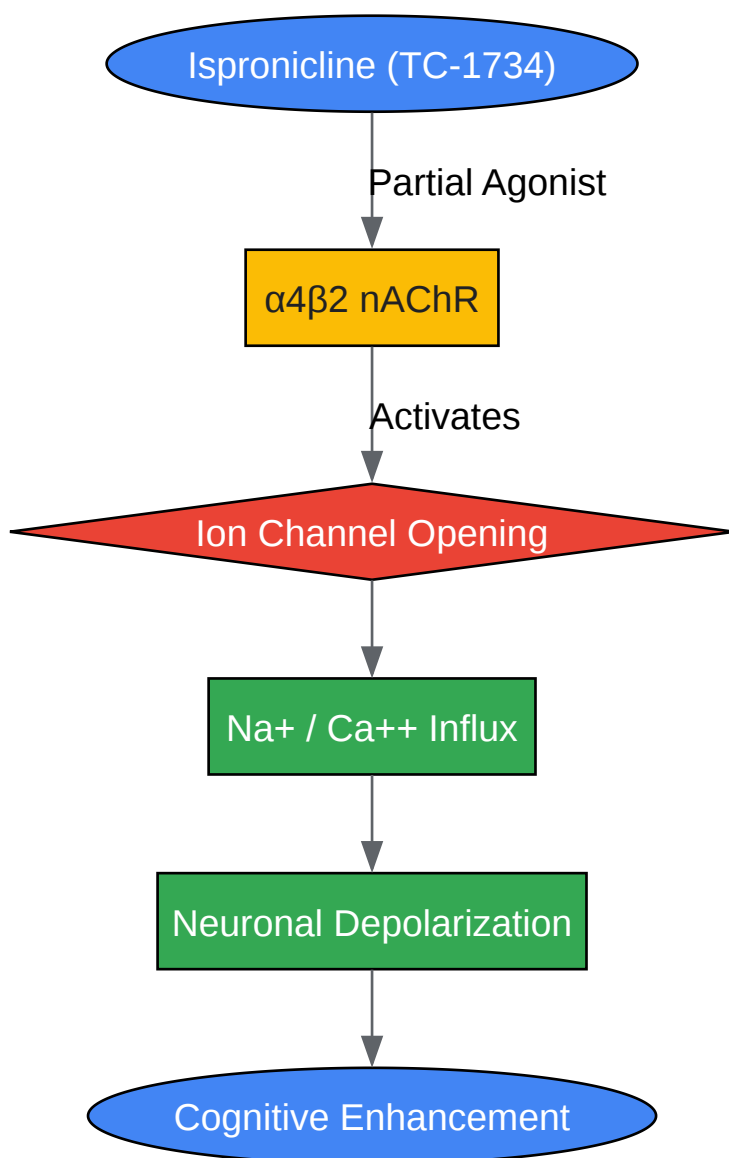 Ispronicline (TC-1734)
Partial Agonist
α4β2 nAChR
Activates
Ion Channel Opening
Na+ / Ca++ Influx
Neuronal Depolarization
Cognitive Enhancement